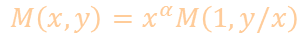 M(x, y) = x^α M(1, y/x)